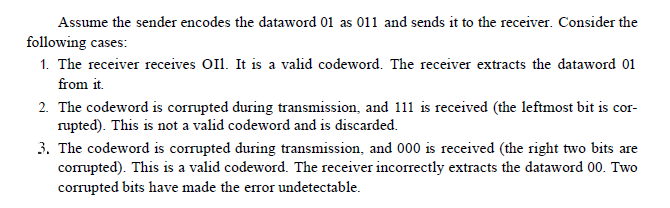 Assume the sender encodes the dataword 01 as 011 and sends it to the receiver. Consider the
following cases:
1. The receiver receives OIl. It is a valid codeword. The receiver extracts the dataword 01
from it.
2. The codeword is corrupted during transmission, and 111 is received (the leftmost bit is cor-
rupted). This is not a valid codeword and is discarded.
3. The codeword is corrupted during transmission, and 000 is received (the right two bits are
corrupted). This is a valid codeword. The receiver incorrectly extracts the dataword 00. Two
corrupted bits have made the error undetectable.